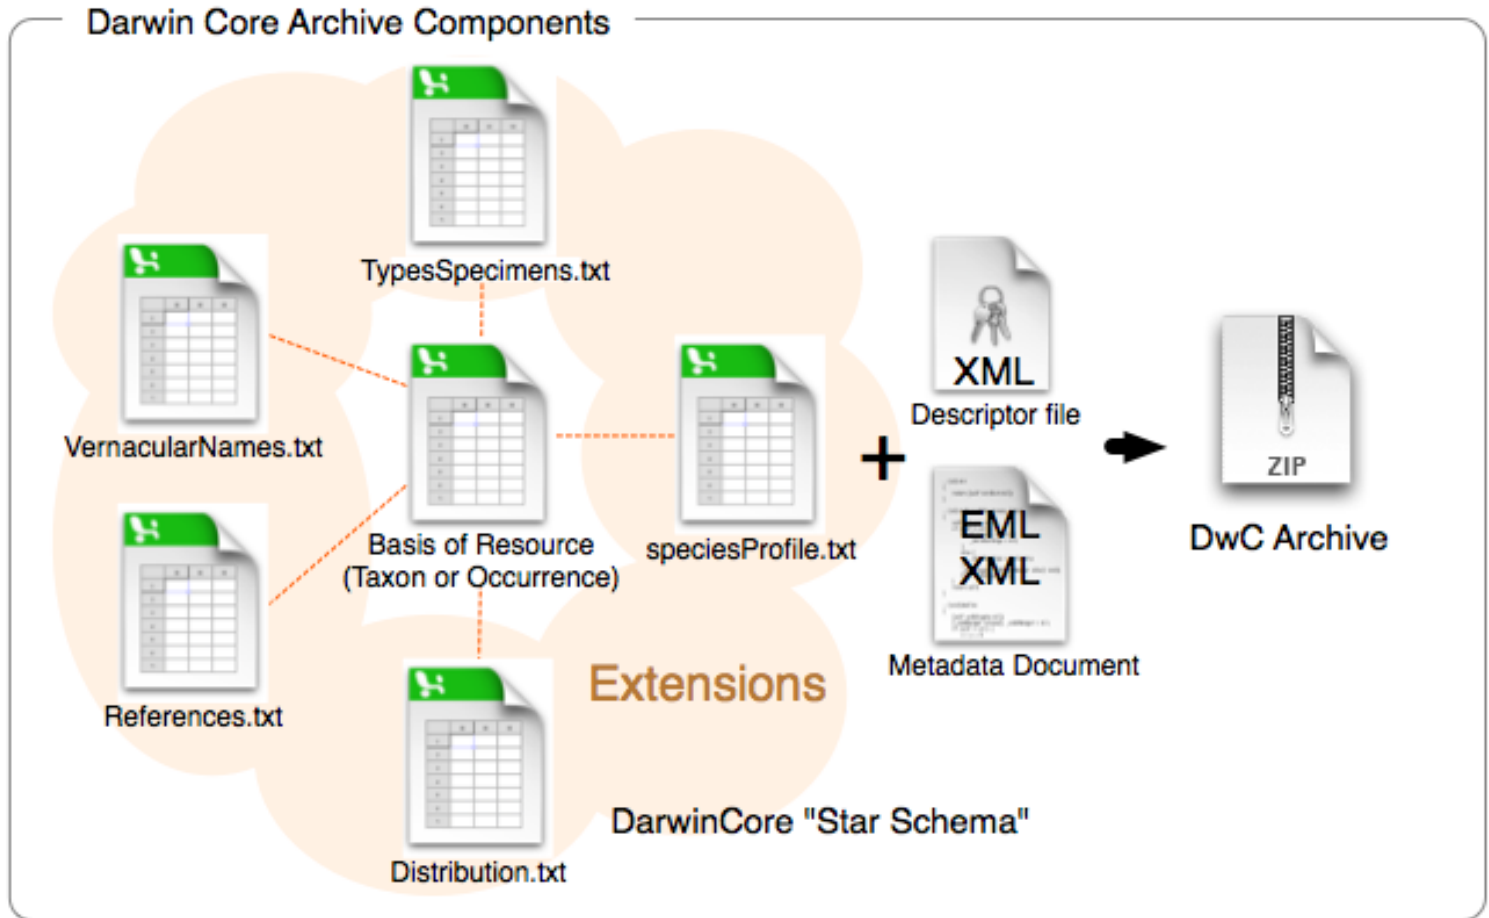 Darwin Core Archive Components
TypesSpecimens.txt
VernacularNames.txt
Basis of Resource
(Taxon or Occurrence)
speciesProfile.txt
References.txt
Distribution.txt
Extensions
DarwinCore "Star Schema"
+
XML
Descriptor file
EML
XML
Metadata Document
ZIP
DwC Archive